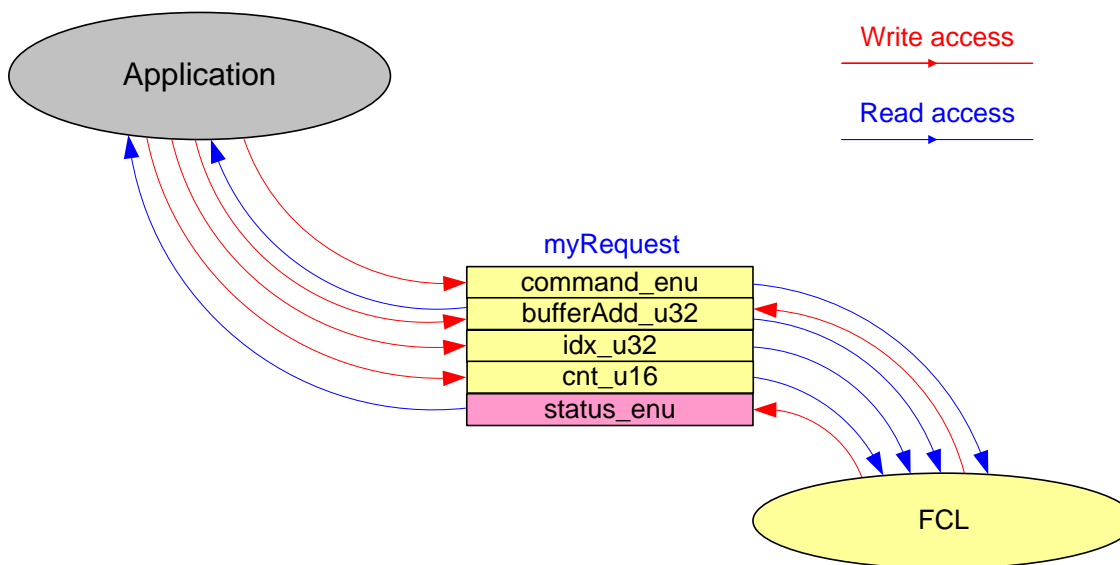 Application
Write access
Read access
myRequest
command_enu
bufferAdd_u32
idx_u32
cnt_u16
status_enu
FCL